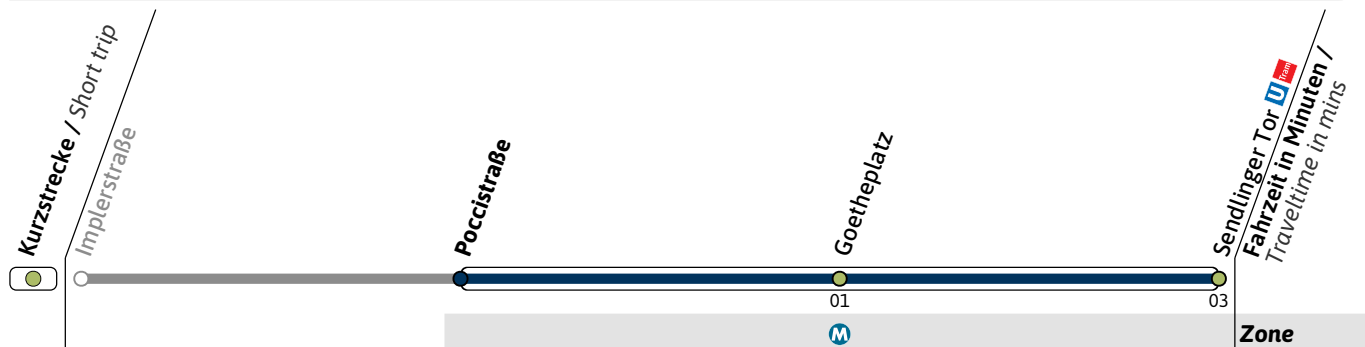 Kurzstrecke / Short trip
Implerstraße
Poccistraße
Goetheplatz
Sendlinger Tor U Tram
Fahrzeit in Minuten /
Traveltime in mins
01
03
M
Zone